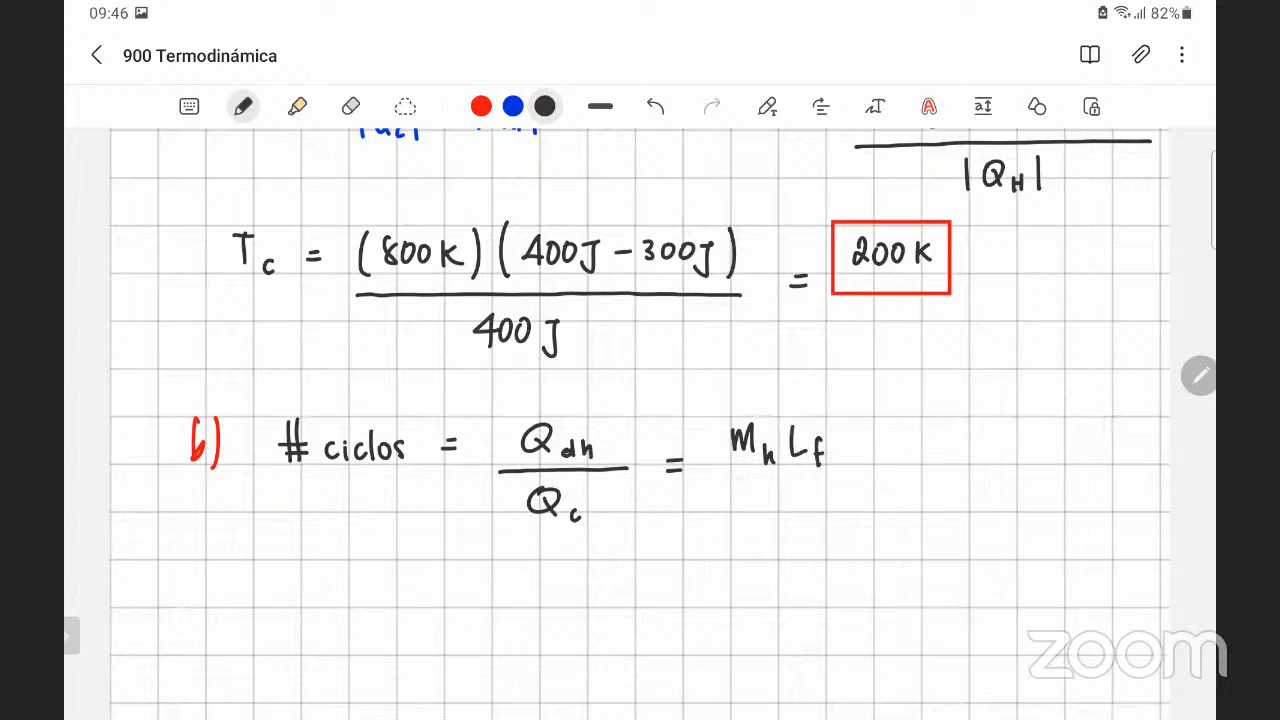 09:46 82%
900 Termodinámica
|Q_H|
T_c = (800 K)(400 J − 300 J) / 400 J = 200 K
b) # ciclos = Q_dh / Q_c = m_h L_f
zoom